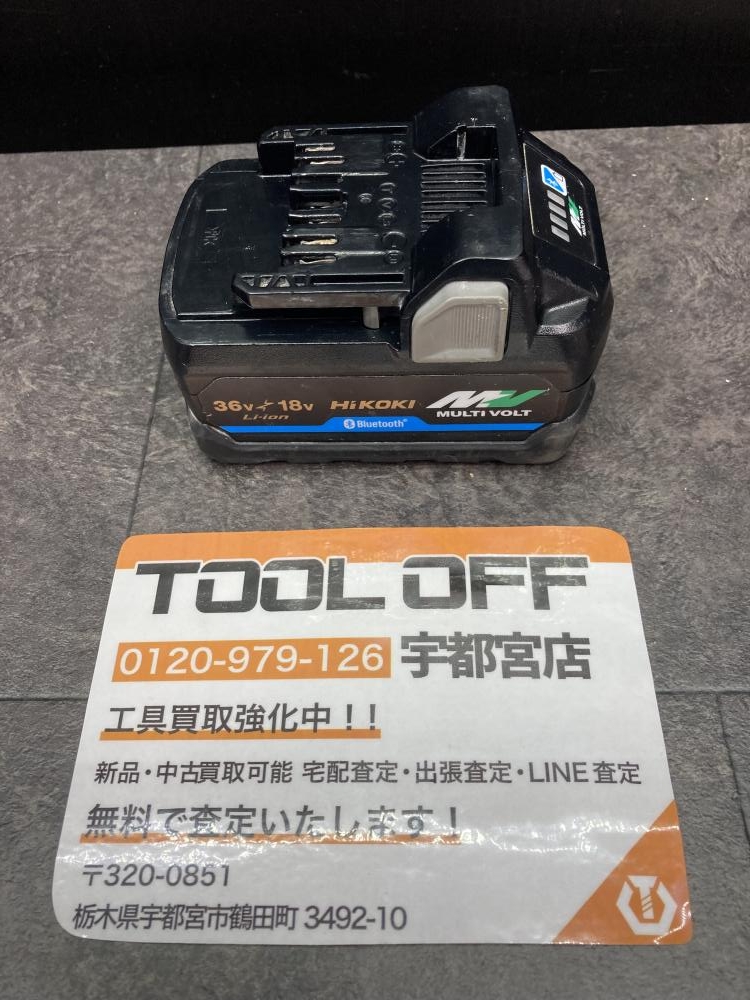 MULTI VOLT
36V⚡18V HiKOKI MV
Li-ion MULTI VOLT
Bluetooth®
TOOL OFF
0120-979-126 宇都宮店
工具買取強化中!!
新品・中古買取可能 宅配査定・出張査定・LINE査定
無料で査定いたします!
〒320-0851
栃木県宇都宮市鶴田町 3492-10